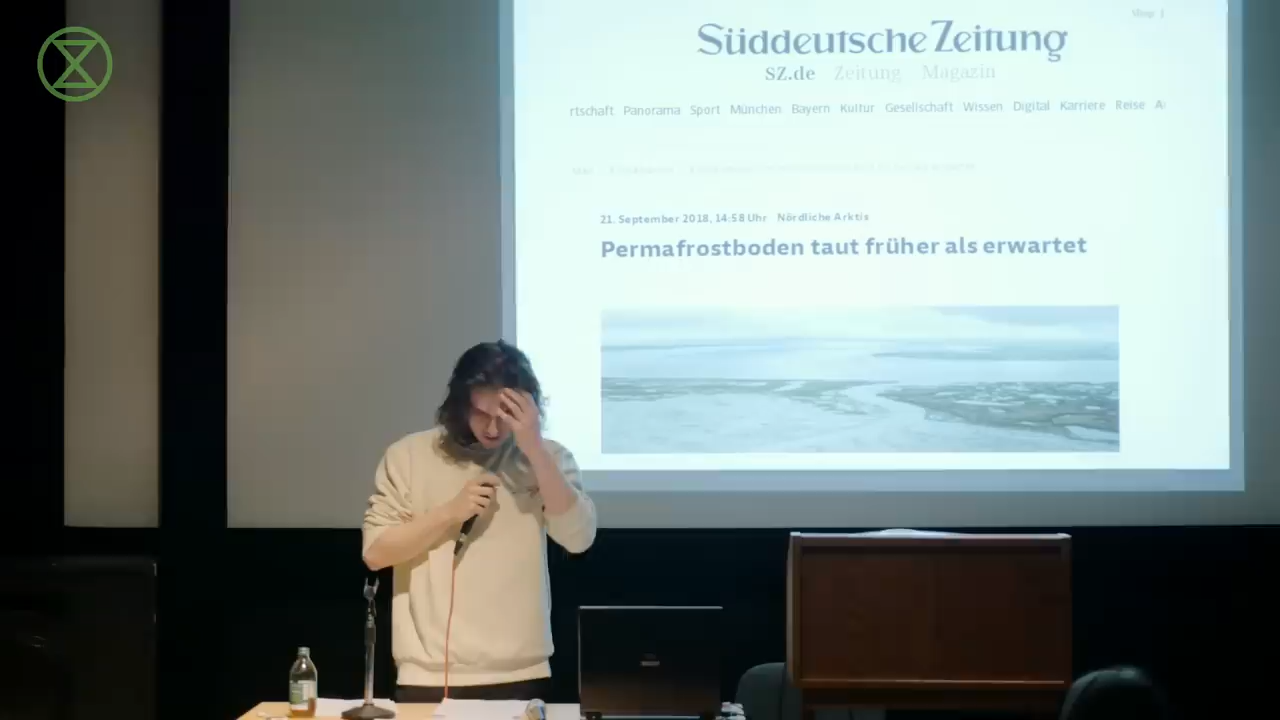 Shop
Süddeutsche Zeitung
SZ.de Zeitung Magazin
rtschaft Panorama Sport München Bayern Kultur Gesellschaft Wissen Digital Karriere Reise
21. September 2018, 14:58 Uhr Nördliche Arktis
Permafrostboden taut früher als erwartet